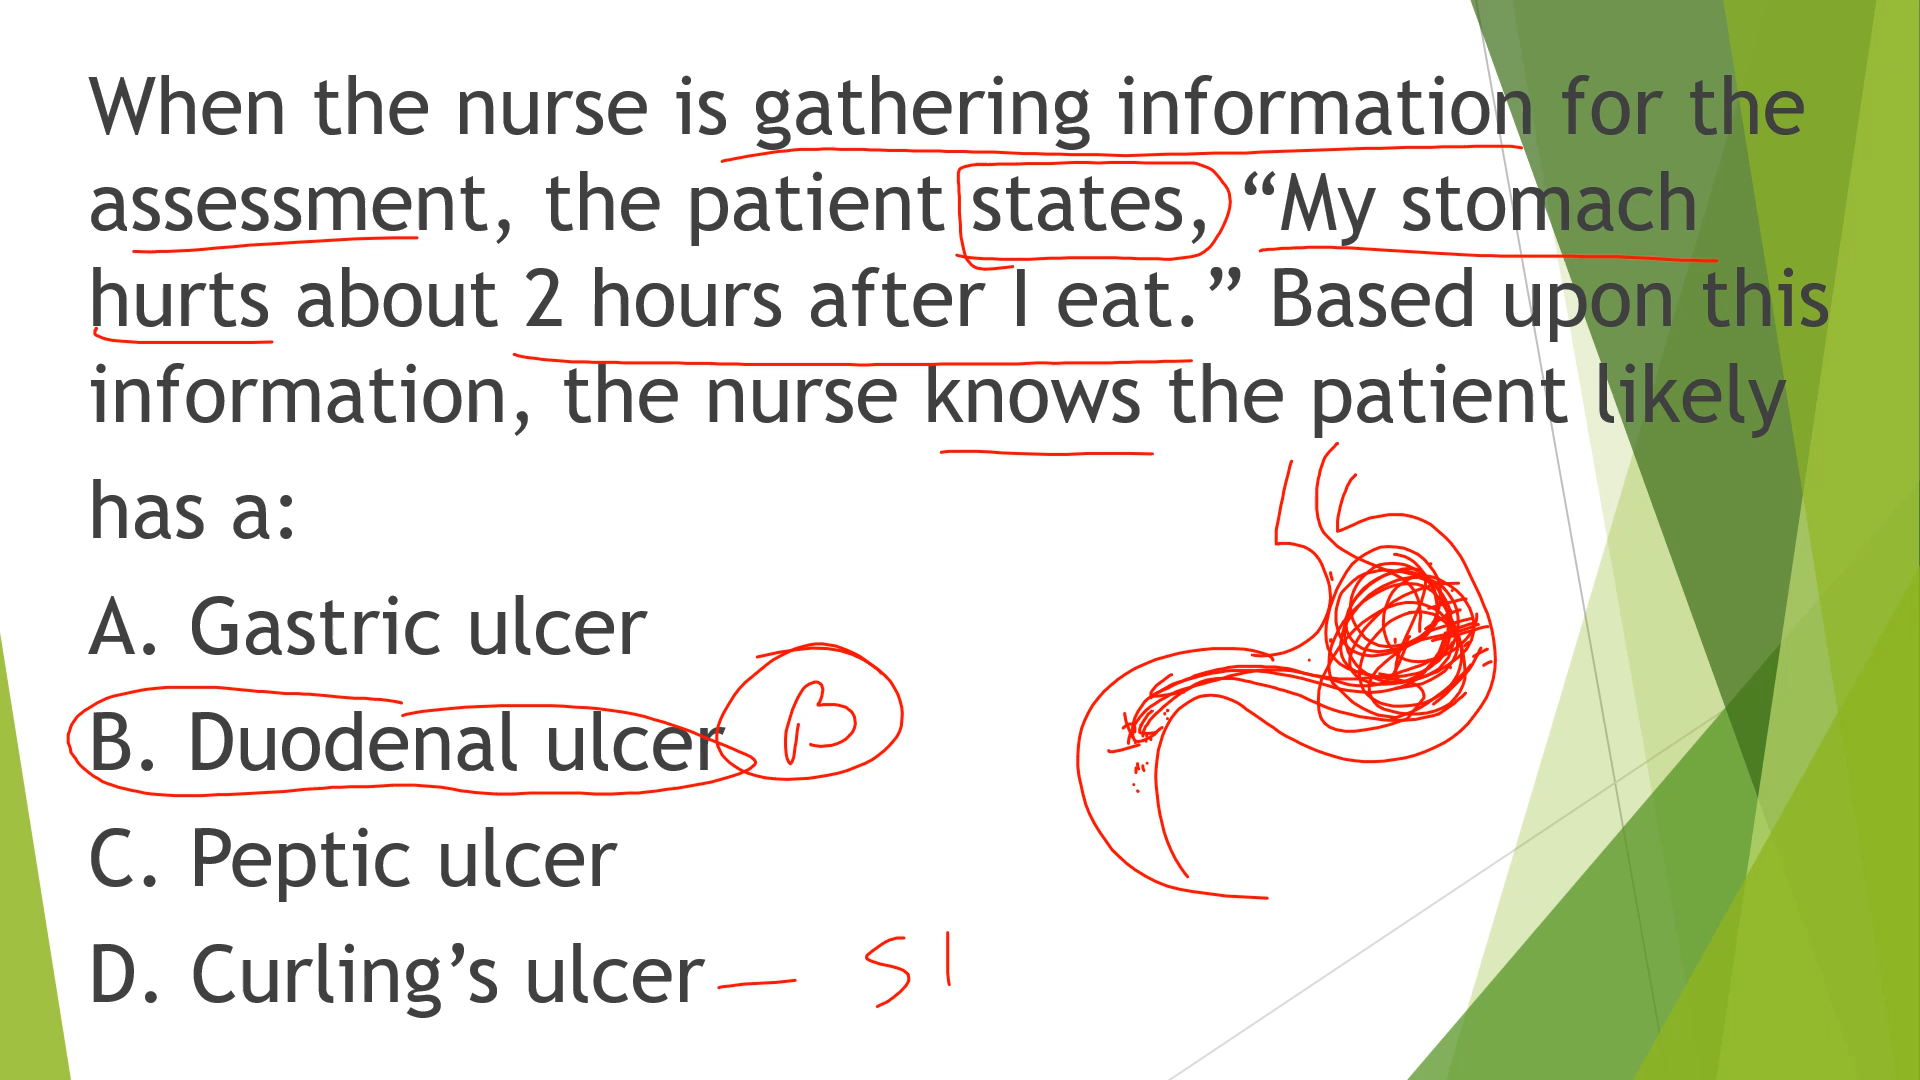 When the nurse is gathering information for the
assessment, the patient states, “My stomach
hurts about 2 hours after I eat.” Based upon this
information, the nurse knows the patient likely
has a:
A. Gastric ulcer
B. Duodenal ulcer B
C. Peptic ulcer
D. Curling’s ulcer — S